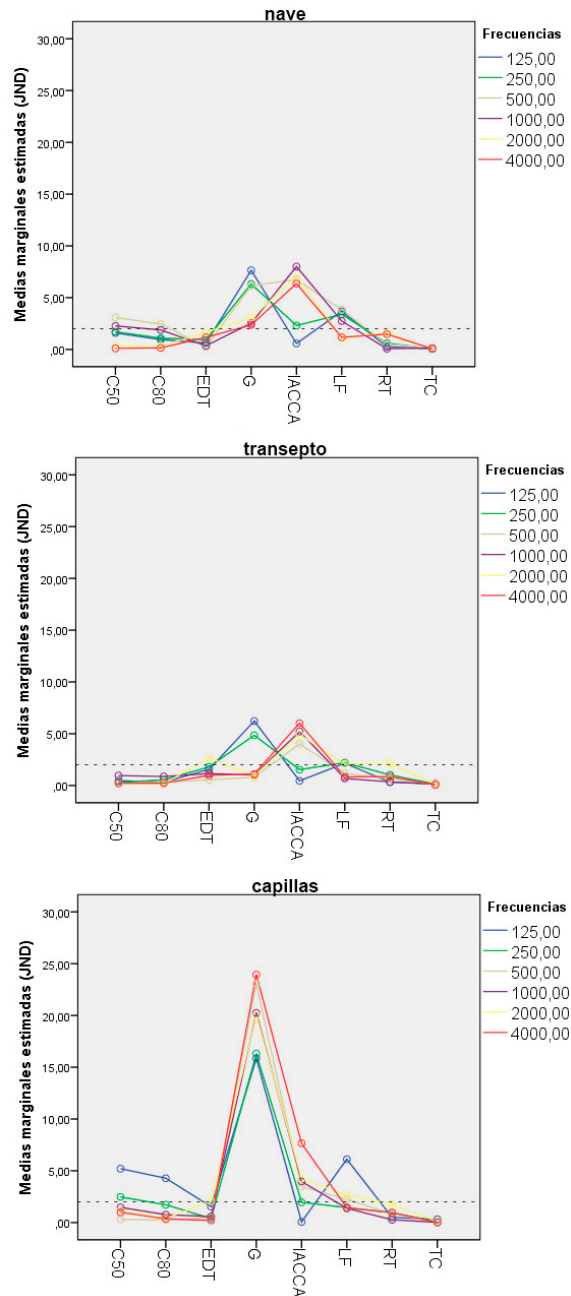 nave
Medias marginales estimadas (JND)
30,00
25,00
20,00
15,00
10,00
5,00
,00
C50
C80
EDT
G
IACCA
LF
RT
TC
Frecuencias
125,00
250,00
500,00
1000,00
2000,00
4000,00
transepto
Medias marginales estimadas (JND)
30,00
25,00
20,00
15,00
10,00
5,00
,00
C50
C80
EDT
G
IACCA
LF
RT
TC
Frecuencias
125,00
250,00
500,00
1000,00
2000,00
4000,00
capillas
Medias marginales estimadas (JND)
30,00
25,00
20,00
15,00
10,00
5,00
,00
C50
C80
EDT
G
IACCA
LF
RT
TC
Frecuencias
125,00
250,00
500,00
1000,00
2000,00
4000,00